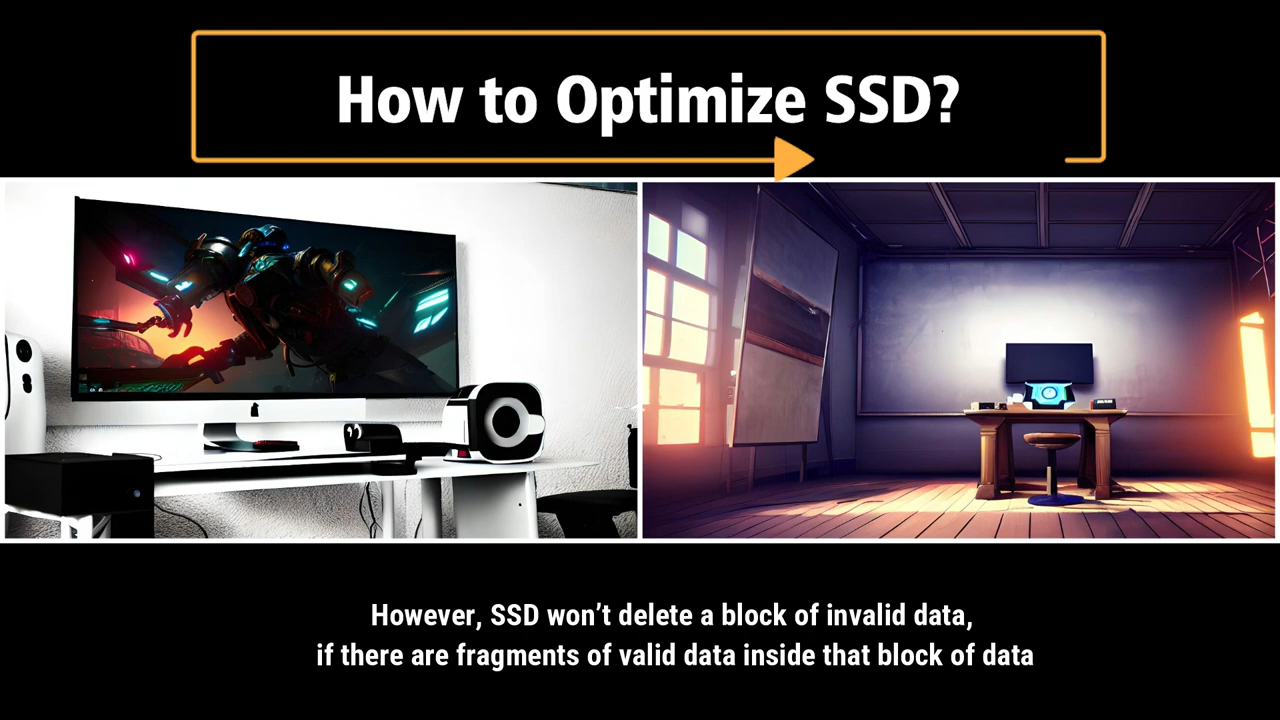 How to Optimize SSD?
However, SSD won’t delete a block of invalid data,
if there are fragments of valid data inside that block of data